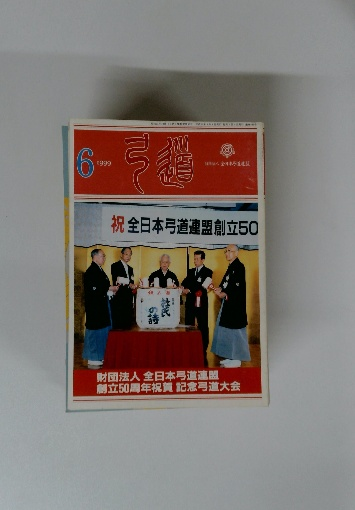 6
1999
弓道
祝 全日本弓道連盟創立50
財団法人 全日本弓道連盟
創立50周年祝賀 記念弓道大会